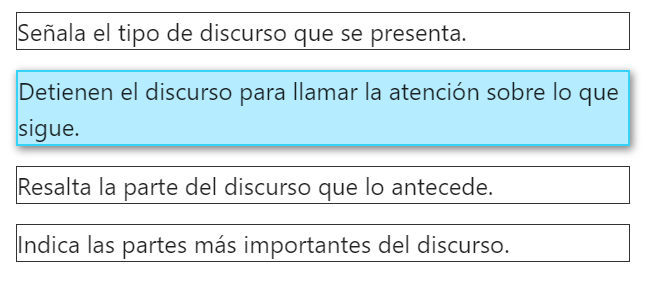 Señala el tipo de discurso que se presenta.
Detienen el discurso para llamar la atención sobre lo que
sigue.
Resalta la parte del discurso que lo antecede.
Indica las partes más importantes del discurso.